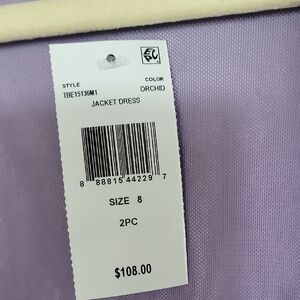 STYLE COLOR
TBE15136M1 ORCHID
JACKET DRESS
8 88815 44229 7
SIZE 8
2PC
$108.00